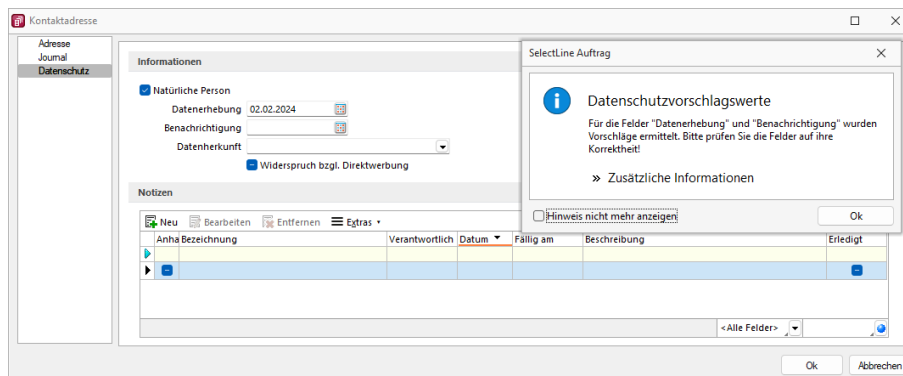 Kontaktadresse
Adresse
Journal
Datenschutz
Informationen
Natürliche Person
Datenerhebung 02.02.2024
Benachrichtigung
Datenherkunft
Widerspruch bzgl. Direktwerbung
Notizen
Neu Bearbeiten Entfernen Extras
Anha Bezeichnung Verantwortlich Datum Fällig am Beschreibung Erledigt
<Alle Felder>
Ok Abbrechen
SelectLine Auftrag
Datenschutzvorschlagswerte
Für die Felder "Datenerhebung" und "Benachrichtigung" wurden
Vorschläge ermittelt. Bitte prüfen Sie die Felder auf ihre
Korrektheit!
» Zusätzliche Informationen
Hinweis nicht mehr anzeigen Ok